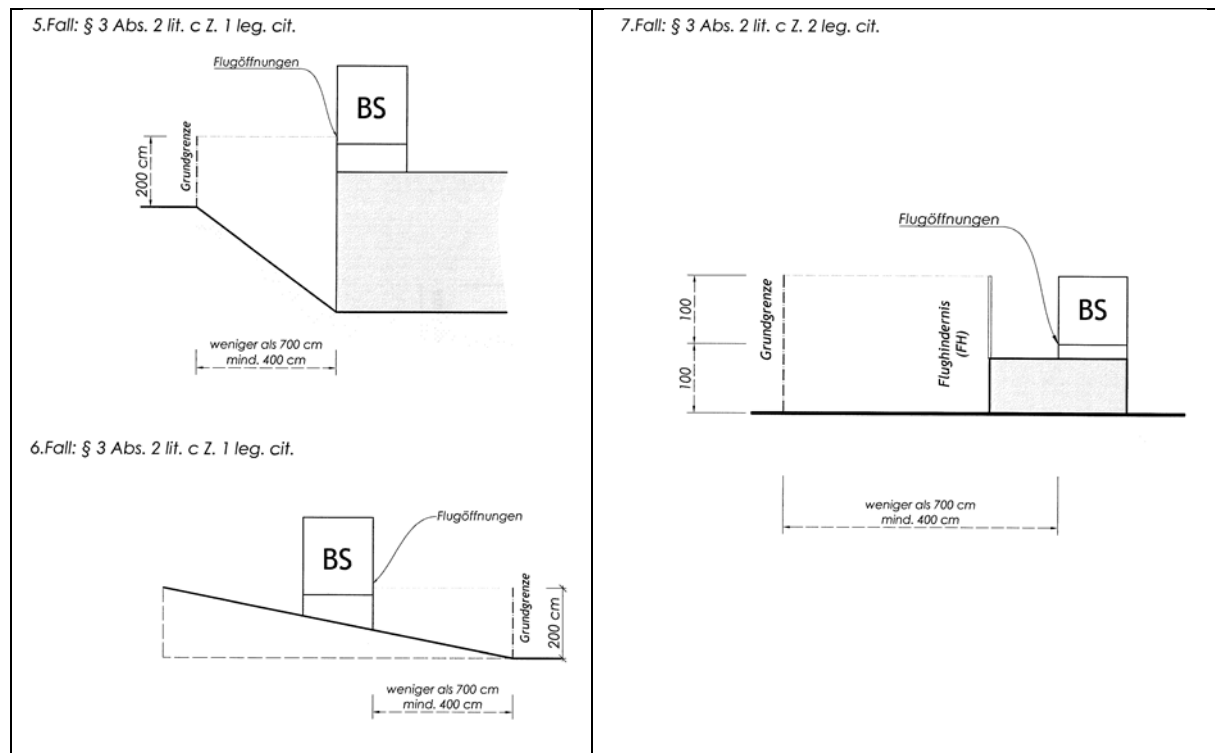 5.Fall: § 3 Abs. 2 lit. c Z. 1 leg. cit.
Flugöffnungen
BS
Grundgrenze
200 cm
weniger als 700 cm
mind. 400 cm
6.Fall: § 3 Abs. 2 lit. c Z. 1 leg. cit.
Flugöffnungen
BS
Grundgrenze
200 cm
weniger als 700 cm
mind. 400 cm
7.Fall: § 3 Abs. 2 lit. c Z. 2 leg. cit.
Flugöffnungen
100
100
Grundgrenze
Flughindernis
(FH)
BS
weniger als 700 cm
mind. 400 cm